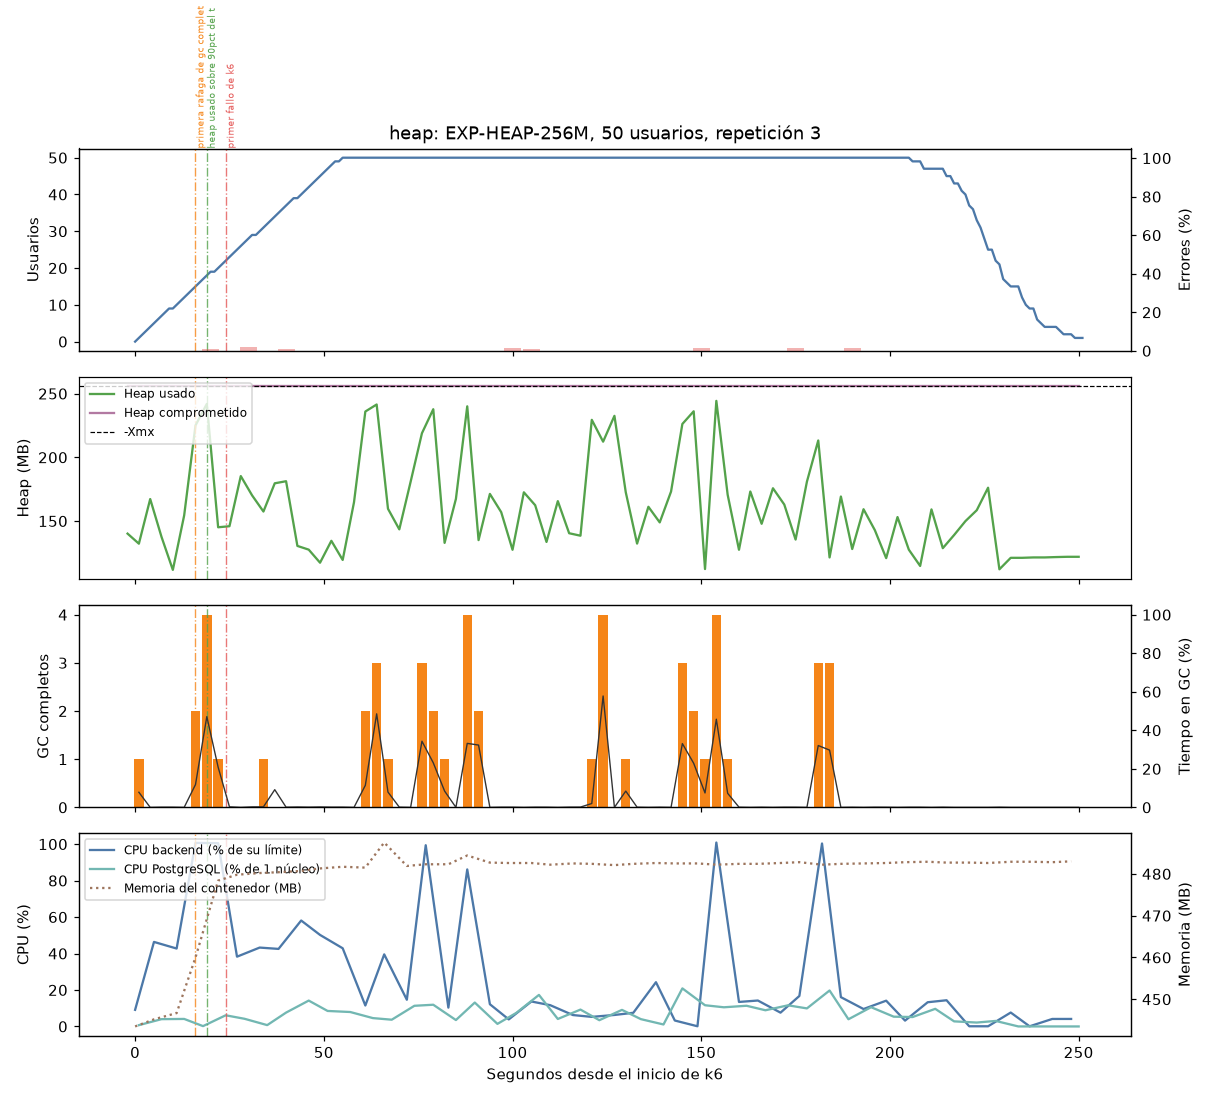 primera rafaga de gc complet
heap usado sobre 90pct del t
primer fallo de k6
heap: EXP-HEAP-256M, 50 usuarios, repetición 3
Usuarios
50
40
30
20
10
0
100
80
60
40
20
0
Errores (%)
Heap (MB)
250
200
150
Heap usado
Heap comprometido
-Xmx
GC completos
4
3
2
1
0
100
80
60
40
20
0
Tiempo en GC (%)
CPU (%)
100
80
60
40
20
0
CPU backend (% de su límite)
CPU PostgreSQL (% de 1 núcleo)
Memoria del contenedor (MB)
480
470
460
450
Memoria (MB)
0
50
100
150
200
250
Segundos desde el inicio de k6